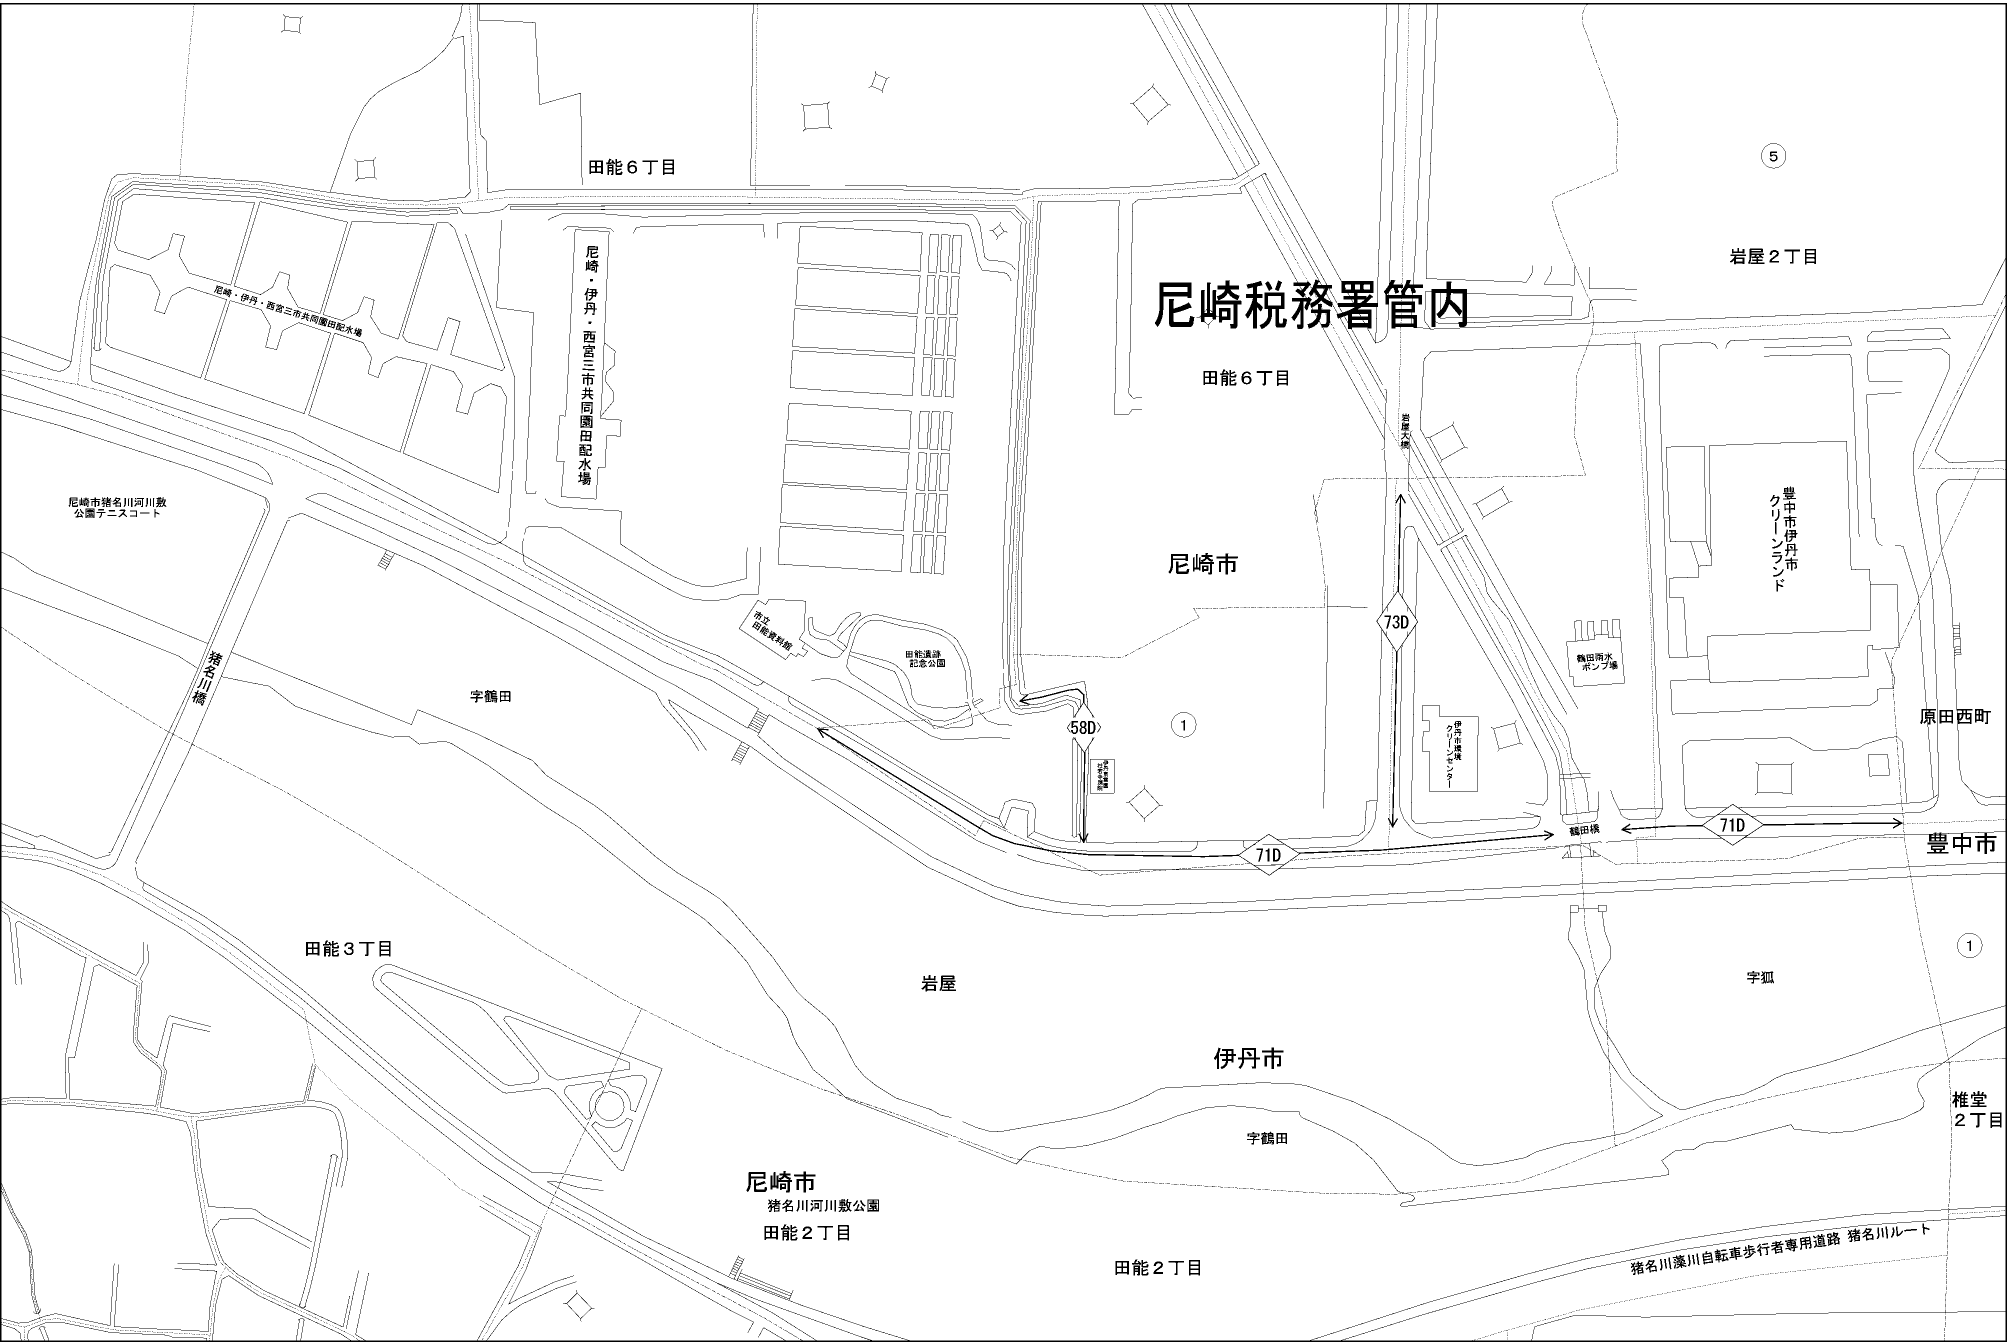 田能６丁目
5
岩屋２丁目
尼崎・伊丹・西宮三市共同園田配水場
尼崎・伊丹・西宮三市共同園田配水場
尼崎税務署管内
田能６丁目
岩屋大橋
尼崎市猪名川河川敷
公園テニスコート
豊中市伊丹市
クリーンランド
尼崎市
73D
市立
田能資料館
田能遺跡
記念公園
鶴田雨水
ポンプ場
猪名川橋
字鶴田
原田西町
58D
1
伊丹市環境
クリーンセンター
71D
鶴田橋
71D
豊中市
田能３丁目
岩屋
字狐
1
伊丹市
椎堂
２丁目
字鶴田
尼崎市
猪名川河川敷公園
田能２丁目
田能２丁目
猪名川藻川自転車歩行者専用道路 猪名川ルート